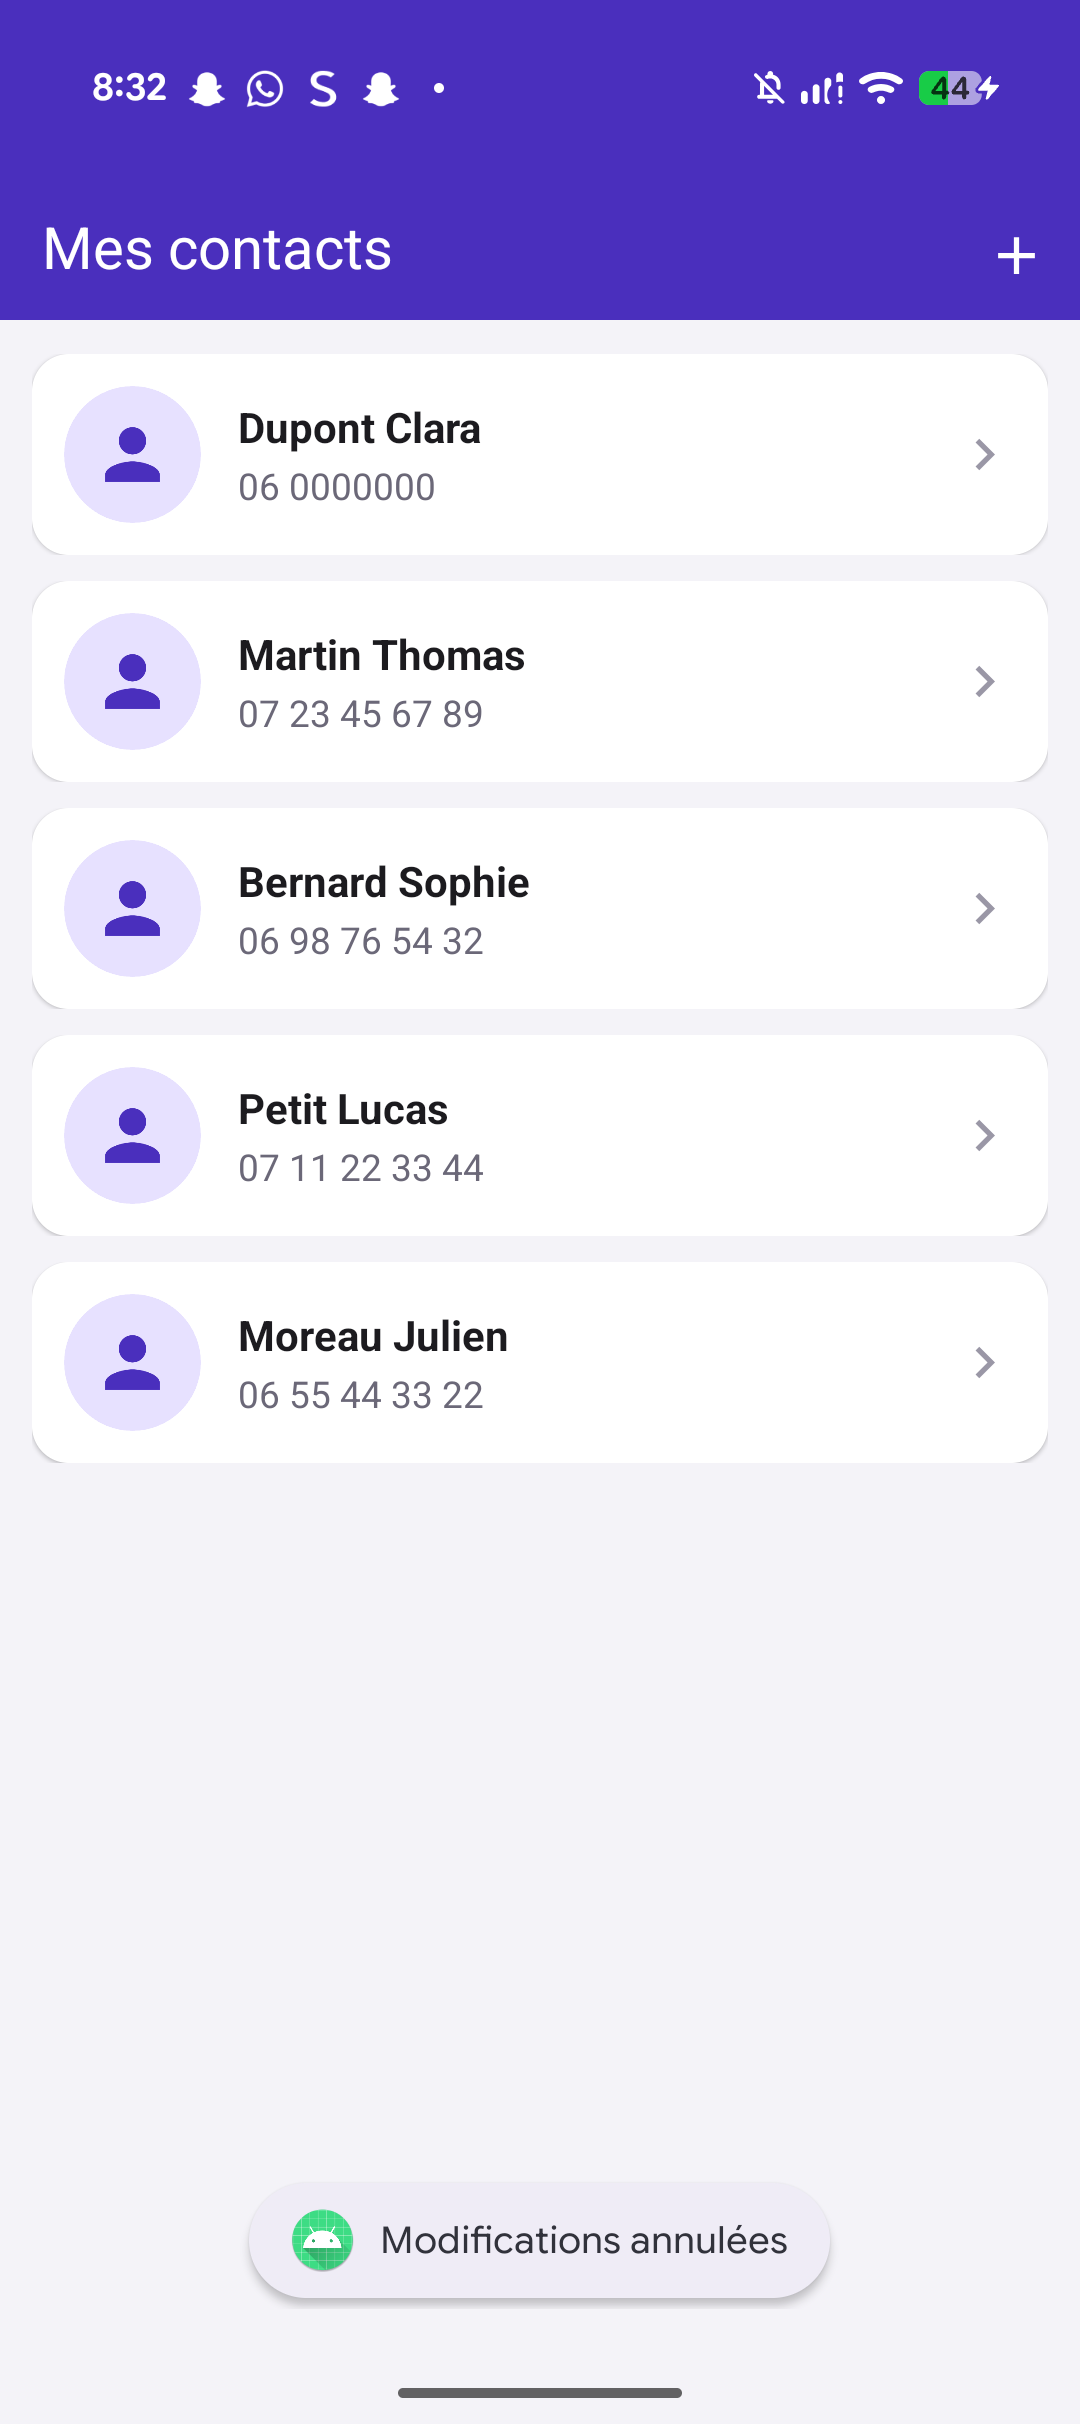 8:32
44
Mes contacts
Dupont Clara
06 0000000
Martin Thomas
07 23 45 67 89
Bernard Sophie
06 98 76 54 32
Petit Lucas
07 11 22 33 44
Moreau Julien
06 55 44 33 22
Modifications annulées